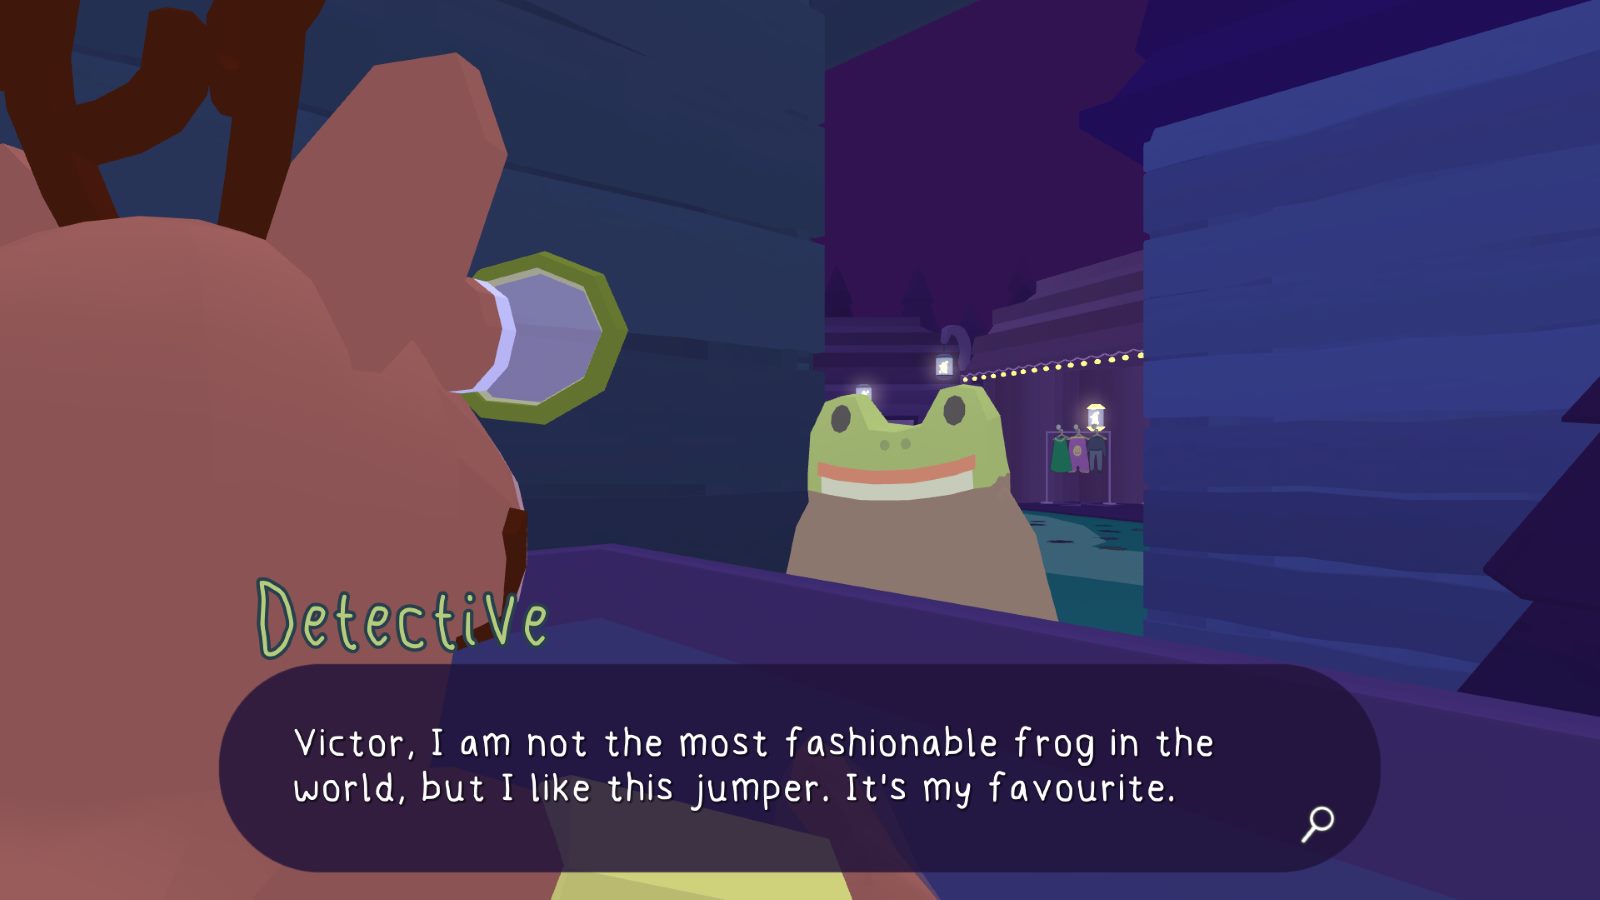 Detective
Victor, I am not the most fashionable frog in the
world, but I like this jumper. It's my favourite.